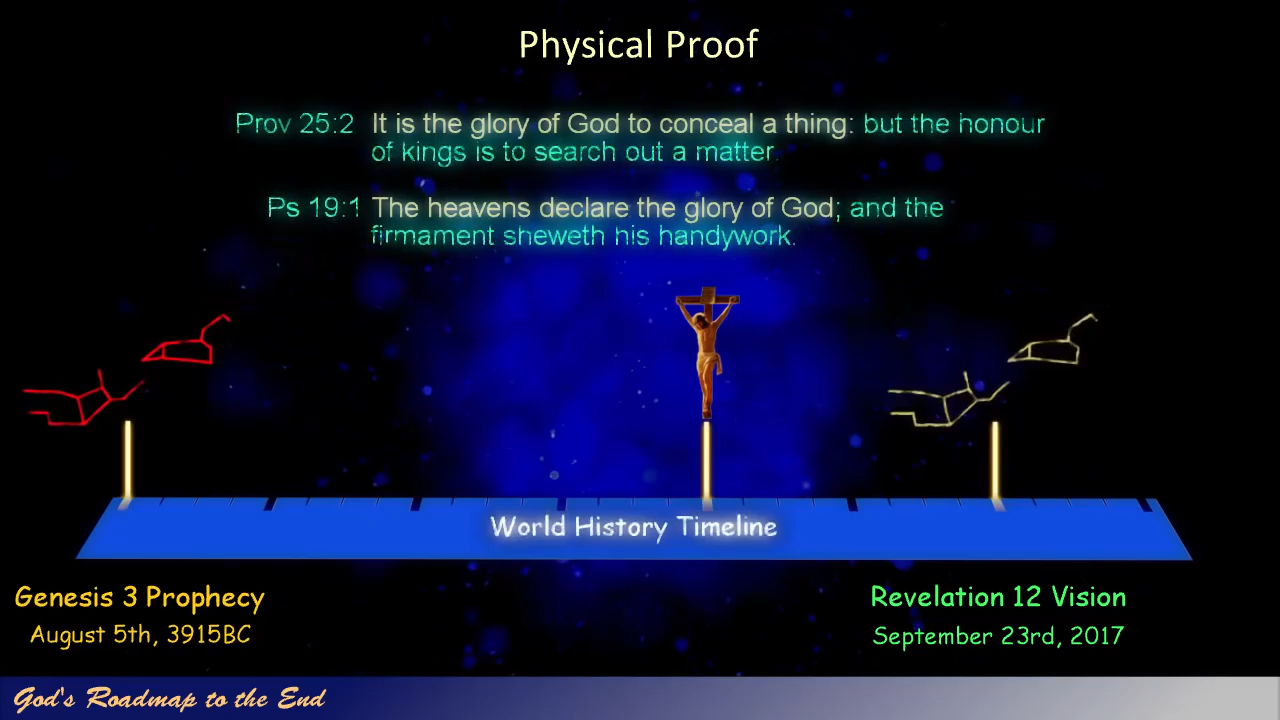 Physical Proof
Prov 25:2 It is the glory of God to conceal a thing: but the honour
of kings is to search out a matter.
Ps 19:1 The heavens declare the glory of God; and the
firmament sheweth his handywork.
World History Timeline
Genesis 3 Prophecy
August 5th, 3915BC
Revelation 12 Vision
September 23rd, 2017
God's Roadmap to the End